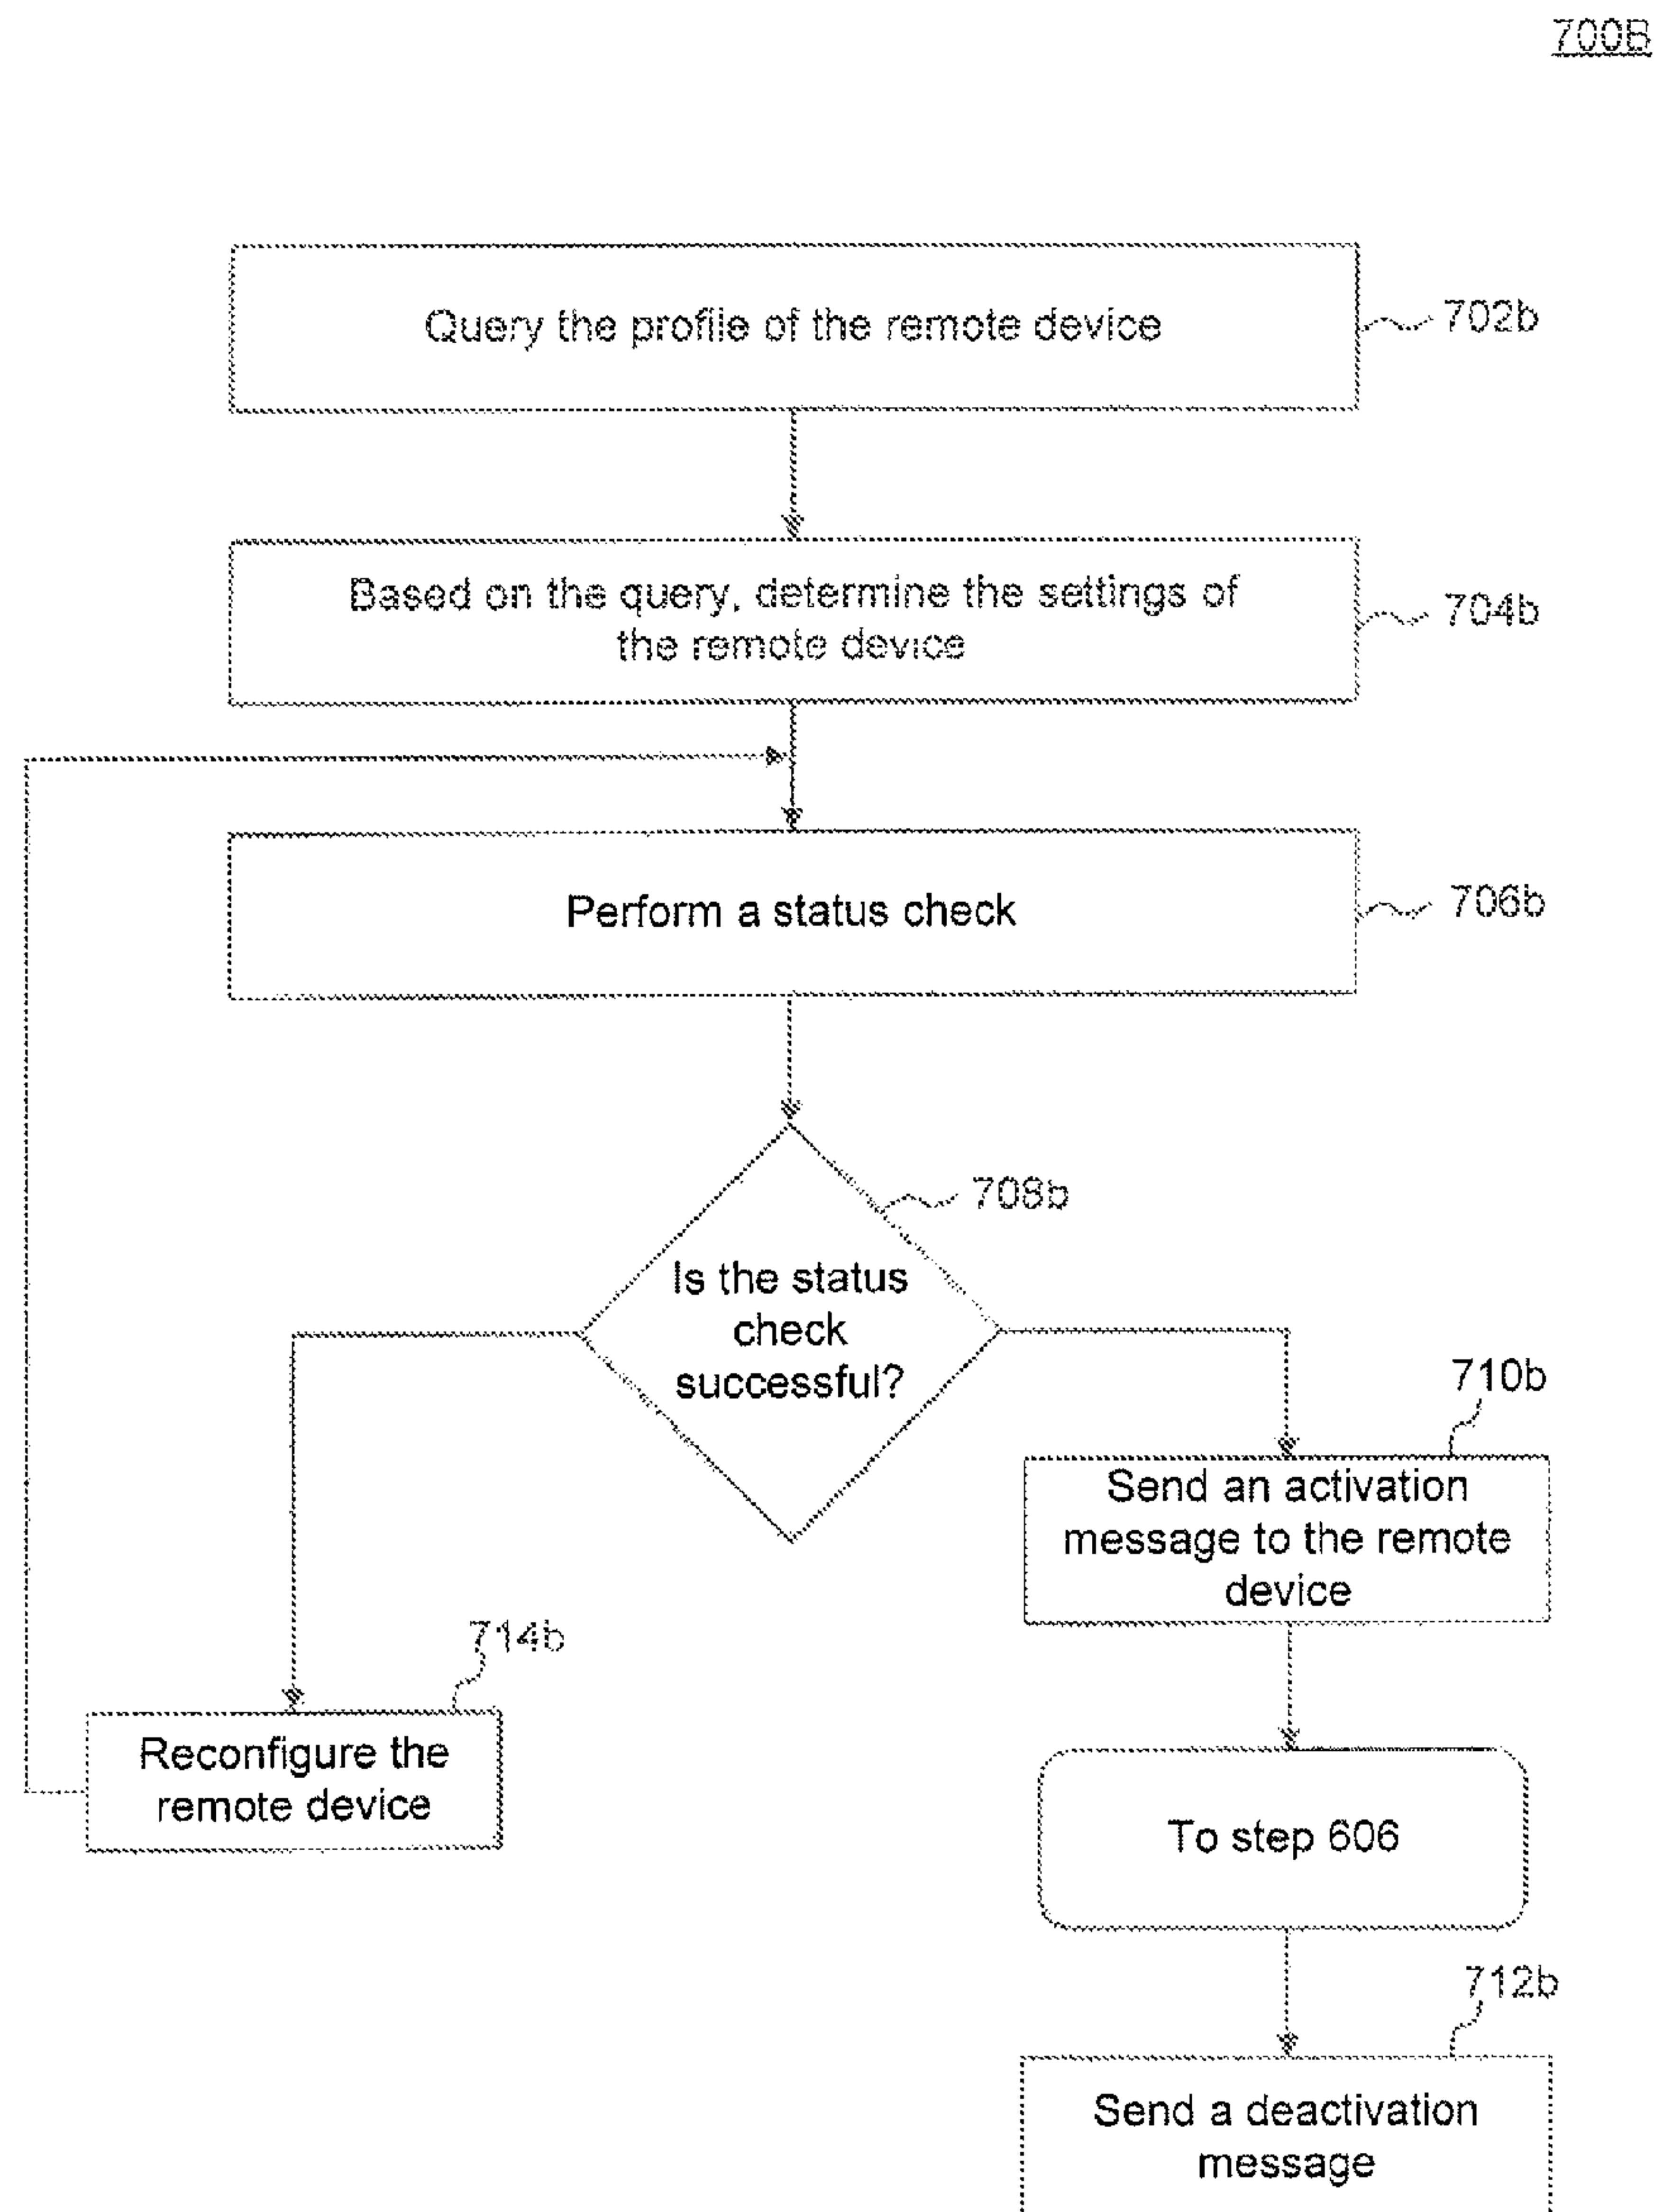 700B
Query the profile of the remote device
702b
Based on the query, determine the settings of
the remote device
704b
Perform a status check
706b
708b
Is the status
check
successful?
710b
Send an activation
message to the remote
device
714b
Reconfigure the
remote device
To step 606
712b
Send a deactivation
message